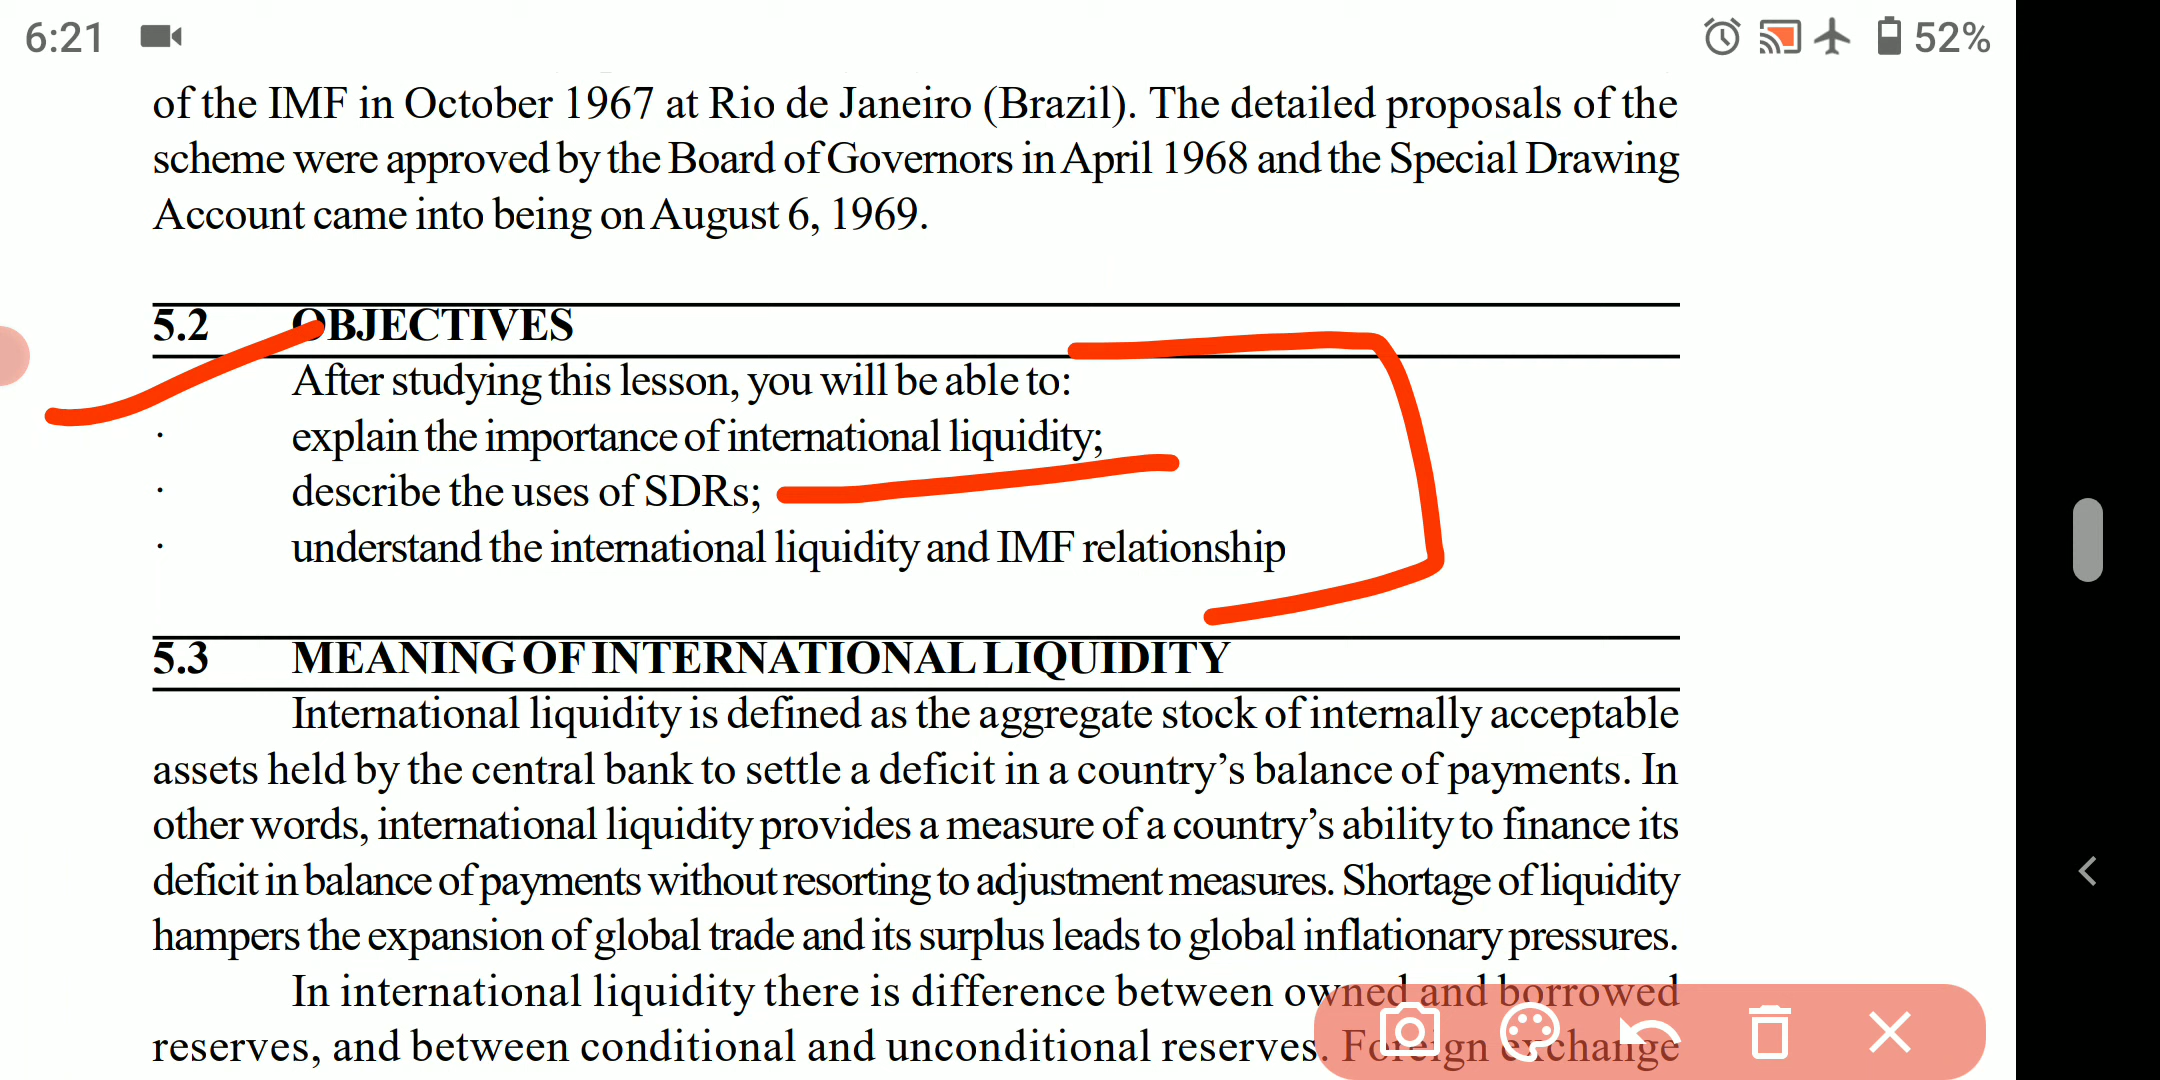 6:21 52%
of the IMF in October 1967 at Rio de Janeiro (Brazil). The detailed proposals of the
scheme were approved by the Board of Governors in April 1968 and the Special Drawing
Account came into being on August 6, 1969.
5.2 OBJECTIVES
After studying this lesson, you will be able to:
· explain the importance of international liquidity;
· describe the uses of SDRs;
· understand the international liquidity and IMF relationship
5.3 MEANING OF INTERNATIONAL LIQUIDITY
International liquidity is defined as the aggregate stock of internally acceptable
assets held by the central bank to settle a deficit in a country’s balance of payments. In
other words, international liquidity provides a measure of a country’s ability to finance its
deficit in balance of payments without resorting to adjustment measures. Shortage of liquidity
hampers the expansion of global trade and its surplus leads to global inflationary pressures.
In international liquidity there is difference between owned and borrowed
reserves, and between conditional and unconditional reserves. Foreign exchange